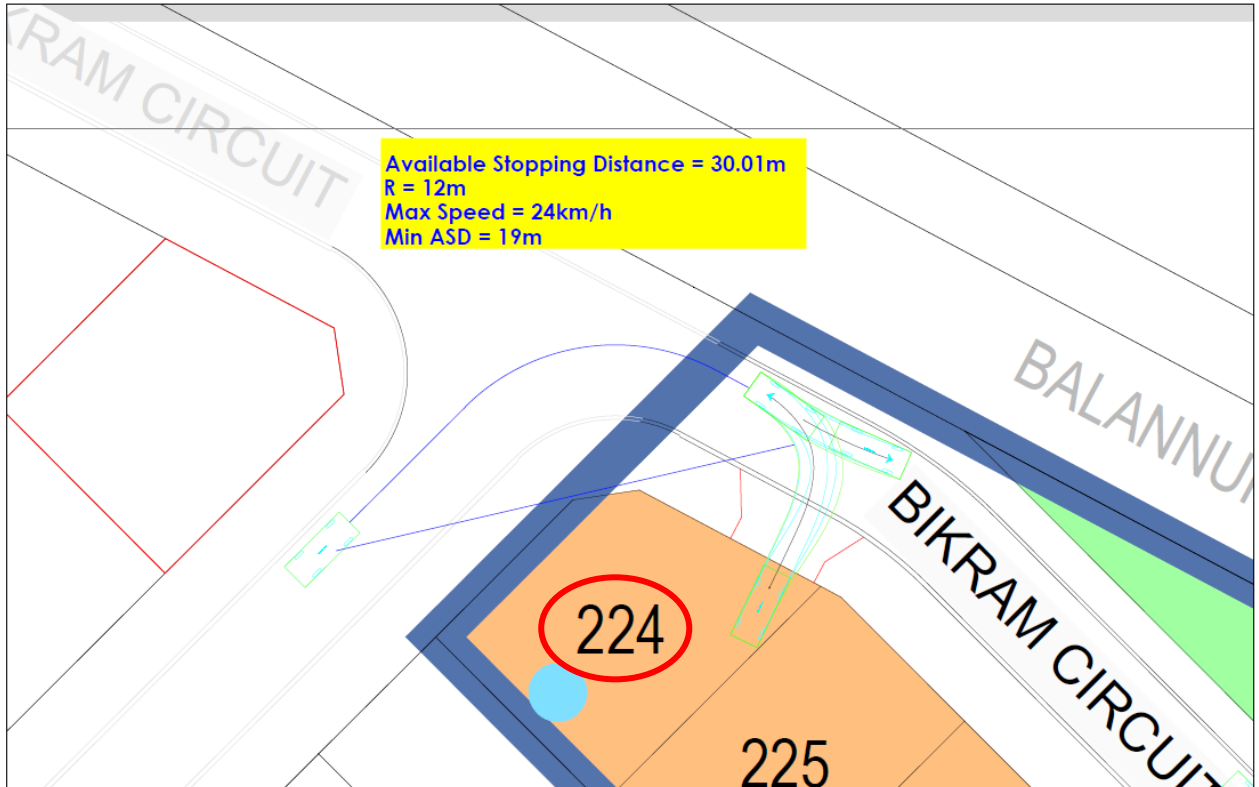 KRAM CIRCUIT
Available Stopping Distance = 30.01m
R = 12m
Max Speed = 24km/h
Min ASD = 19m
BALANNU
BIKRAM CIRCUIT
224
225